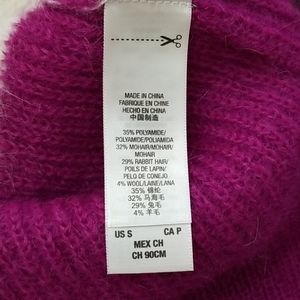 MADE IN CHINA
FABRIQUE EN CHINE
HECHO EN CHINA
中国制造
35% POLYAMIDE/
POLYAMIDE/POLIAMIDA
32% MOHAIR/MOHAIR/
MOHAIR
29% RABBIT HAIR/
POILS DE LAPIN/
PELO DE CONEJO
4% WOOL/LAINE/LANA
35% 锦纶
32% 马海毛
29% 兔毛
4% 羊毛
US S CA P
MEX CH
CH 90CM